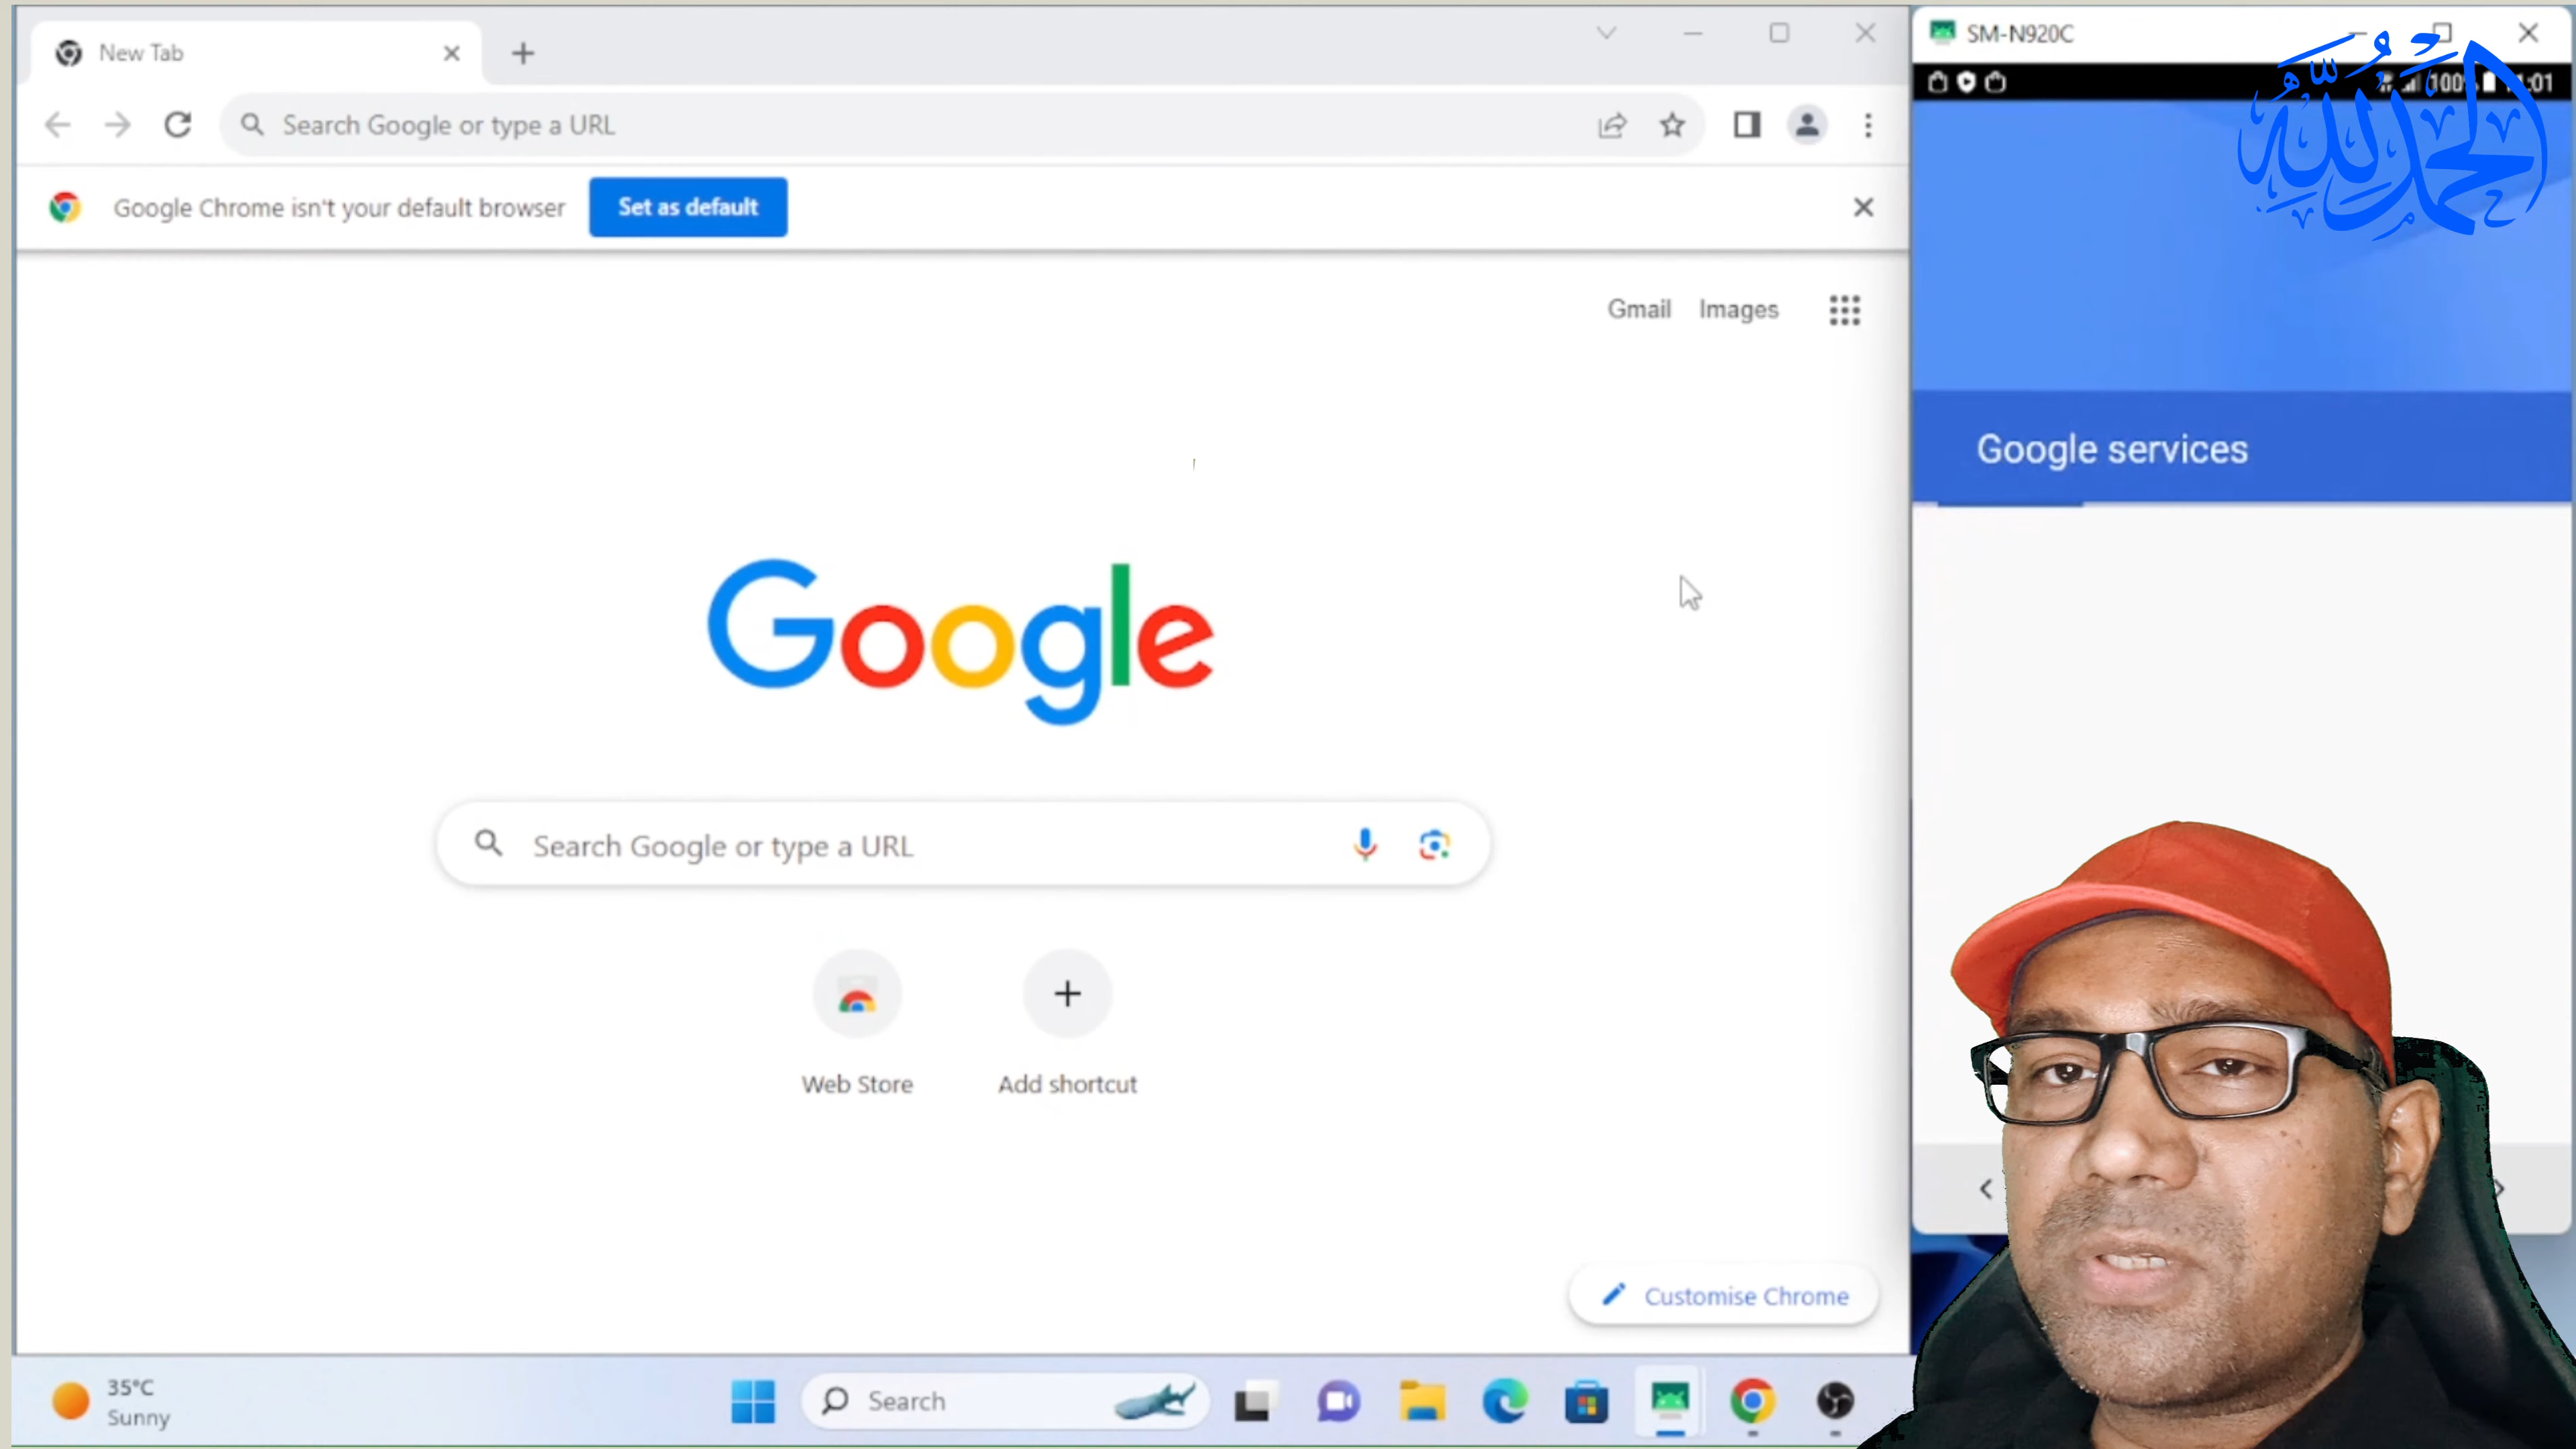 New Tab
Search Google or type a URL
Google Chrome isn't your default browser
Set as default
Gmail
Images
Google
Search Google or type a URL
Web Store
Add shortcut
Customise Chrome
35°C
Sunny
Search
SM-N920C
الحمد لله
Google services